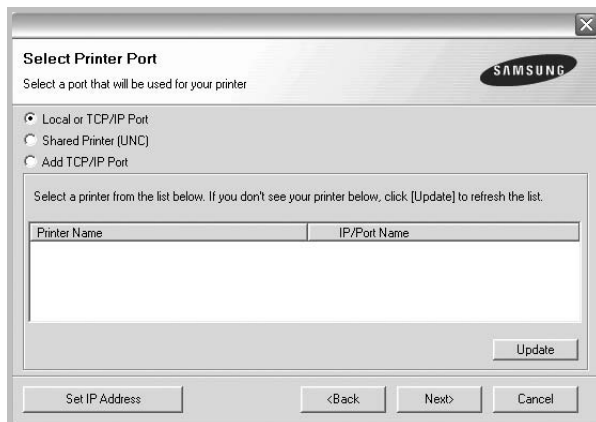 Select Printer Port
Select a port that will be used for your printer
SAMSUNG
Local or TCP/IP Port
Shared Printer (UNC)
Add TCP/IP Port
Select a printer from the list below. If you don't see your printer below, click [Update] to refresh the list.
Printer Name IP/Port Name
Update
Set IP Address <Back Next> Cancel